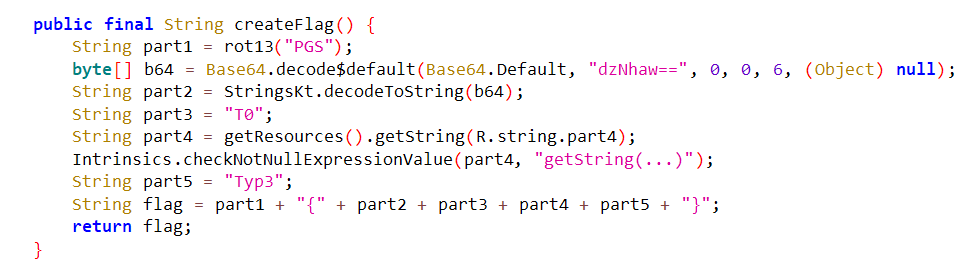 public final String createFlag() {
    String part1 = rot13("PGS");
    byte[] b64 = Base64.decode$default(Base64.Default, "dzNhaw==", 0, 0, 6, (Object) null);
    String part2 = StringsKt.decodeToString(b64);
    String part3 = "T0";
    String part4 = getResources().getString(R.string.part4);
    Intrinsics.checkNotNullExpressionValue(part4, "getString(...)");
    String part5 = "Typ3";
    String flag = part1 + "{" + part2 + part3 + part4 + part5 + "}";
    return flag;
}